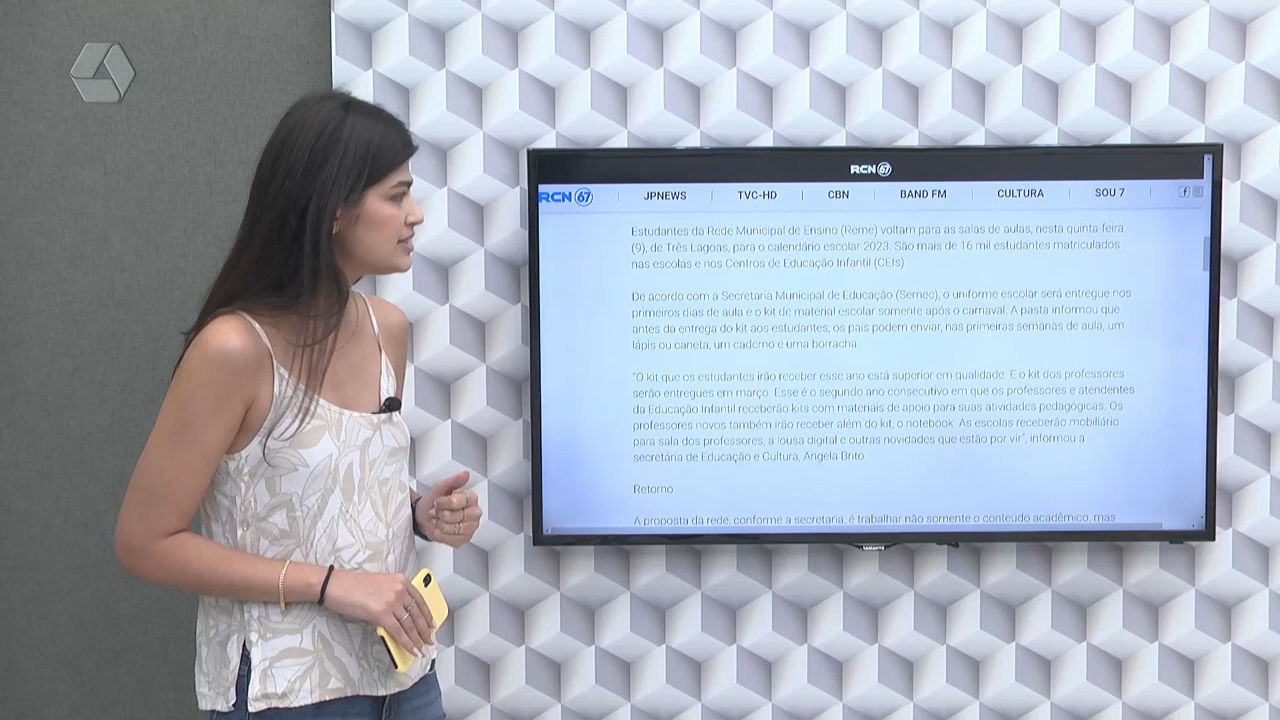 RCN 67
RCN 67 JPNEWS TVC-HD CBN BAND FM CULTURA SOU 7
Estudantes da Rede Municipal de Ensino (Reme) voltam para as salas de aulas, nesta quinta-feira
(9), de Três Lagoas, para o calendário escolar 2023. São mais de 16 mil estudantes matriculados
nas escolas e nos Centros de Educação Infantil (CEIs)
De acordo com a Secretaria Municipal de Educação (Semec), o uniforme escolar será entregue nos
primeiros dias de aula e o kit de material escolar somente após o carnaval. A pasta informou que
antes da entrega do kit aos estudantes, os pais podem enviar, nas primeiras semanas de aula, um
lápis ou caneta, um caderno e uma borracha.
“O kit que os estudantes irão receber esse ano está superior em qualidade. E o kit dos professores
serão entregues em março. Esse é o segundo ano consecutivo em que os professores e atendentes
da Educação Infantil receberão kits com materiais de apoio para suas atividades pedagógicas. Os
professores novos também irão receber além do kit, o notebook. As escolas receberão mobiliário
para sala dos professores, a lousa digital e outras novidades que estão por vir”, informou a
secretária de Educação e Cultura, Angela Brito.
Retorno
A proposta da rede, conforme a secretaria, é trabalhar não somente o conteúdo acadêmico, mas
SAMSUNG